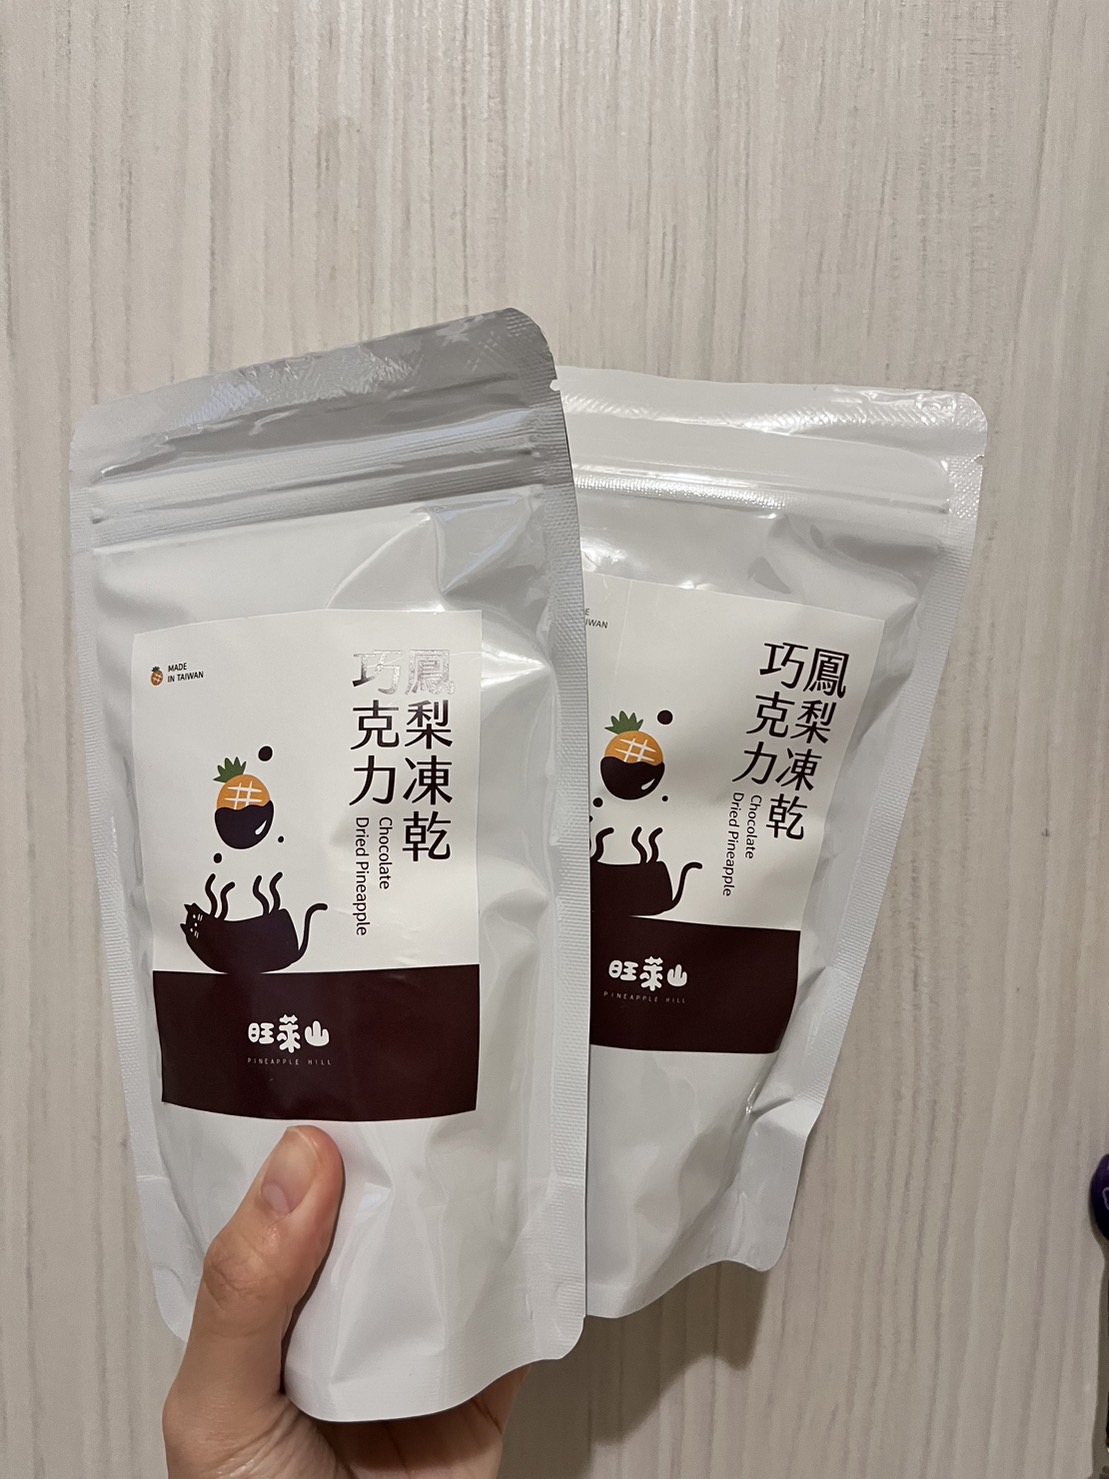 MADE
IN TAIWAN
鳳梨凍乾
巧克力
Chocolate
Dried Pineapple
旺萊山
PINEAPPLE HILL
IWAN
鳳梨凍乾
巧克力
Chocolate
Dried Pineapple
旺萊山
PINEAPPLE HILL